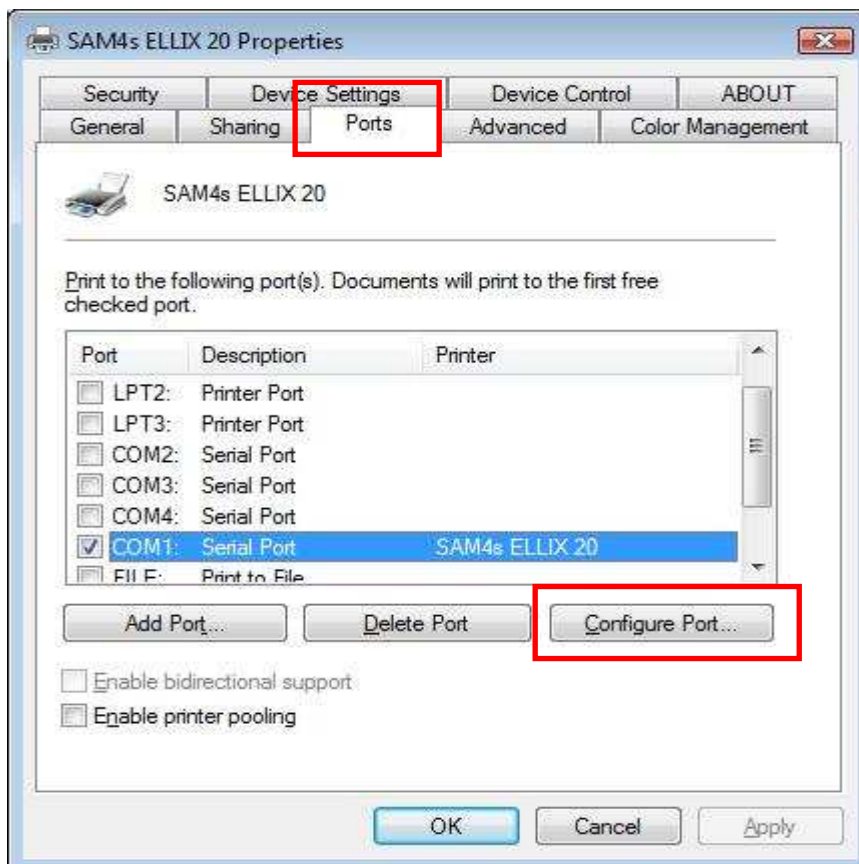 SAM4s ELLIX 20 Properties
Security Device Settings Device Control ABOUT
General Sharing Ports Advanced Color Management
SAM4s ELLIX 20
Print to the following port(s). Documents will print to the first free
checked port.
Port Description Printer
LPT2: Printer Port
LPT3: Printer Port
COM2: Serial Port
COM3: Serial Port
COM4: Serial Port
COM1: Serial Port SAM4s ELLIX 20
FILE: Print to File
Add Port... Delete Port Configure Port...
Enable bidirectional support
Enable printer pooling
OK Cancel Apply